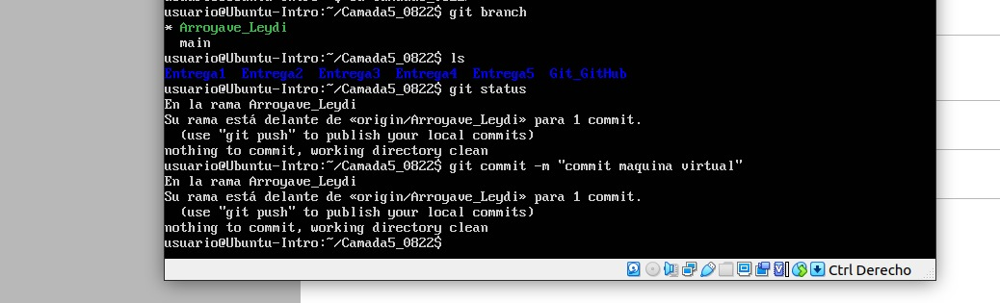 usuario@Ubuntu-Intro:~/Camada5_0822$ git branch
* Arroyave_Leydi
  main
usuario@Ubuntu-Intro:~/Camada5_0822$ ls
Entrega1  Entrega2  Entrega3  Entrega4  Entrega5  Git_GitHub
usuario@Ubuntu-Intro:~/Camada5_0822$ git status
En la rama Arroyave_Leydi
Su rama está delante de «origin/Arroyave_Leydi» para 1 commit.
  (use "git push" to publish your local commits)
nothing to commit, working directory clean
usuario@Ubuntu-Intro:~/Camada5_0822$ git commit -m "commit maquina virtual"
En la rama Arroyave_Leydi
Su rama está delante de «origin/Arroyave_Leydi» para 1 commit.
  (use "git push" to publish your local commits)
nothing to commit, working directory clean
usuario@Ubuntu-Intro:~/Camada5_0822$
Ctrl Derecho